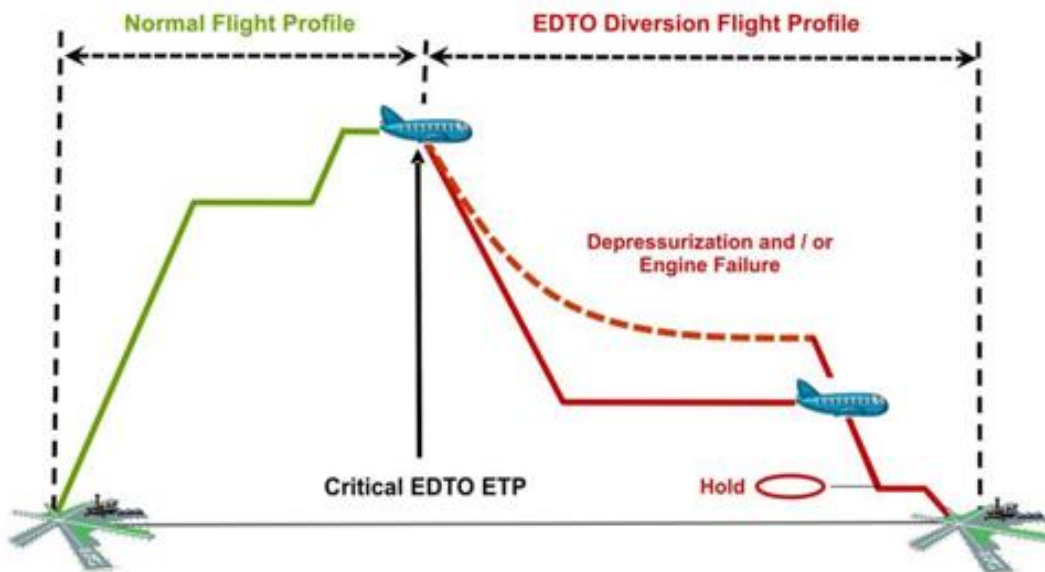 Normal Flight Profile
EDTO Diversion Flight Profile
Depressurization and / or
Engine Failure
Critical EDTO ETP
Hold